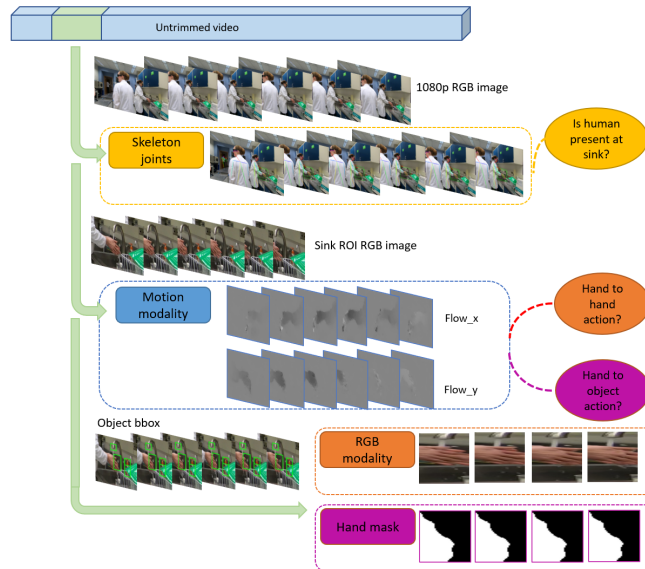 Untrimmed video
1080p RGB image
Skeleton
joints
Is human
present at
sink?
Sink ROI RGB image
Motion
modality
Flow_x
Hand to
hand
action?
Flow_y
Hand to
object
action?
Object bbox
RGB
modality
Hand mask